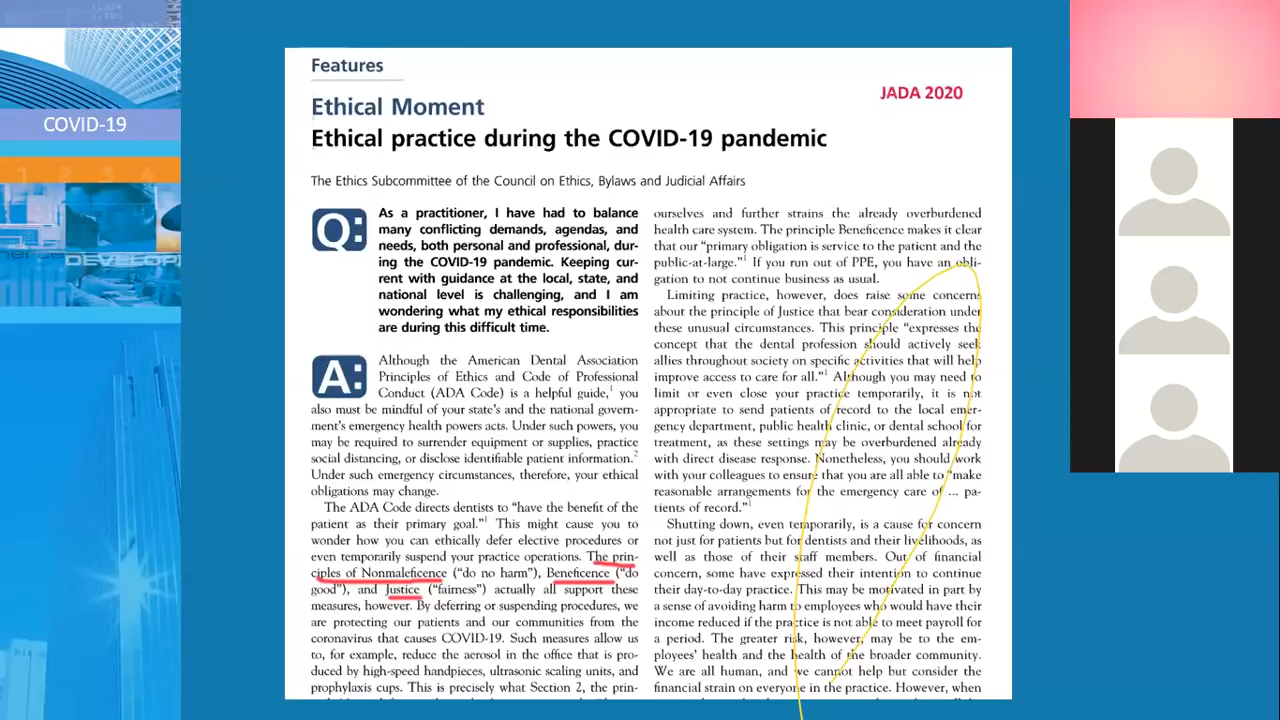 COVID-19
1 2 3 4
DEVELOP
Features
JADA 2020
Ethical Moment
Ethical practice during the COVID-19 pandemic
The Ethics Subcommittee of the Council on Ethics, Bylaws and Judicial Affairs
Q:
As a practitioner, I have had to balance
many conflicting demands, agendas, and
needs, both personal and professional, dur-
ing the COVID-19 pandemic. Keeping cur-
rent with guidance at the local, state, and
national level is challenging, and I am
wondering what my ethical responsibilities
are during this difficult time.
A:
Although the American Dental Association
Principles of Ethics and Code of Professional
Conduct (ADA Code) is a helpful guide,1 you
also must be mindful of your state's and the national govern-
ment's emergency health powers acts. Under such powers, you
may be required to surrender equipment or supplies, practice
social distancing, or disclose identifiable patient information.2
Under such emergency circumstances, therefore, your ethical
obligations may change.
The ADA Code directs dentists to "have the benefit of the
patient as their primary goal."1 This might cause you to
wonder how you can ethically defer elective procedures or
even temporarily suspend your practice operations. The prin-
ciples of Nonmaleficence ("do no harm"), Beneficence ("do
good"), and Justice ("fairness") actually all support these
measures, however. By deferring or suspending procedures, we
are protecting our patients and our communities from the
coronavirus that causes COVID-19. Such measures allow us
to, for example, reduce the aerosol in the office that is pro-
duced by high-speed handpieces, ultrasonic scaling units, and
prophylaxis cups. This is precisely what Section 2, the prin-
ourselves and further strains the already overburdened
health care system. The principle Beneficence makes it clear
that our "primary obligation is service to the patient and the
public-at-large."1 If you run out of PPE, you have an obli-
gation to not continue business as usual.
Limiting practice, however, does raise some concerns
about the principle of Justice that bear consideration under
these unusual circumstances. This principle "expresses the
concept that the dental profession should actively seek
allies throughout society on specific activities that will help
improve access to care for all."1 Although you may need to
limit or even close your practice temporarily, it is not
appropriate to send patients of record to the local emer-
gency department, public health clinic, or dental school for
treatment, as these settings may be overburdened already
with direct disease response. Nonetheless, you should work
with your colleagues to ensure that you are all able to "make
reasonable arrangements for the emergency care of ... pa-
tients of record."1
Shutting down, even temporarily, is a cause for concern
not just for patients but for dentists and their livelihoods, as
well as those of their staff members. Out of financial
concern, some have expressed their intention to continue
their day-to-day practice. This may be motivated in part by
a sense of avoiding harm to employees who would have their
income reduced if the practice is not able to meet payroll for
a period. The greater risk, however, may be to the em-
ployees' health and the health of the broader community.
We are all human, and we cannot help but consider the
financial strain on everyone in the practice. However, when